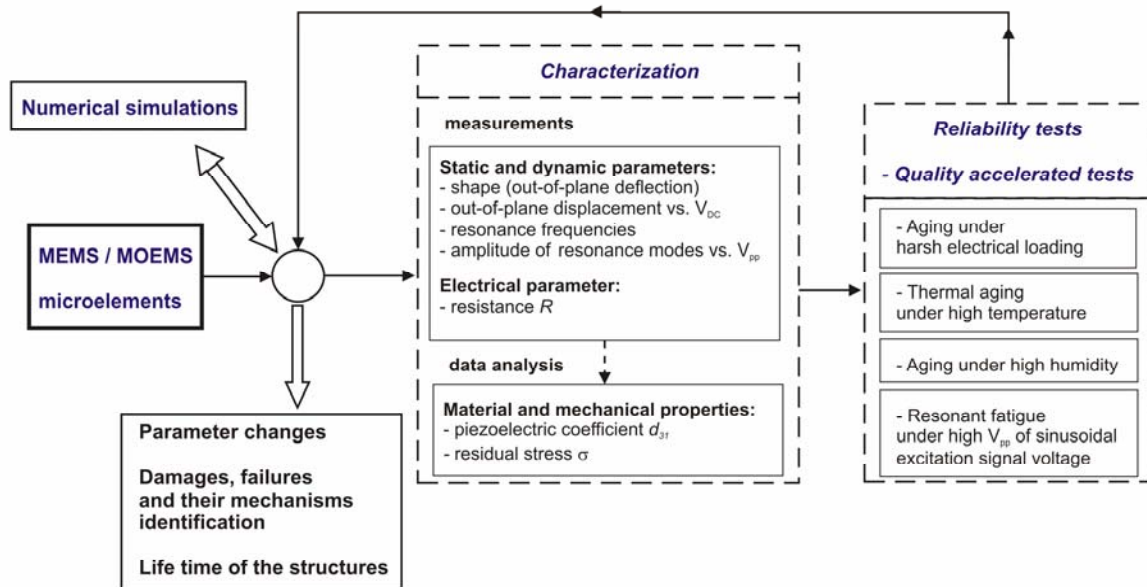 Numerical simulations
MEMS / MOEMS
microelements
Parameter changes
Damages, failures
and their mechanisms
identification
Life time of the structures
Characterization
measurements
Static and dynamic parameters:
- shape (out-of-plane deflection)
- out-of-plane displacement vs. V_DC
- resonance frequencies
- amplitude of resonance modes vs. V_pp
Electrical parameter:
- resistance R
data analysis
Material and mechanical properties:
- piezoelectric coefficient d_31
- residual stress σ
Reliability tests
- Quality accelerated tests
- Aging under
harsh electrical loading
- Thermal aging
under high temperature
- Aging under high humidity
- Resonant fatigue
under high V_pp of sinusoidal
excitation signal voltage